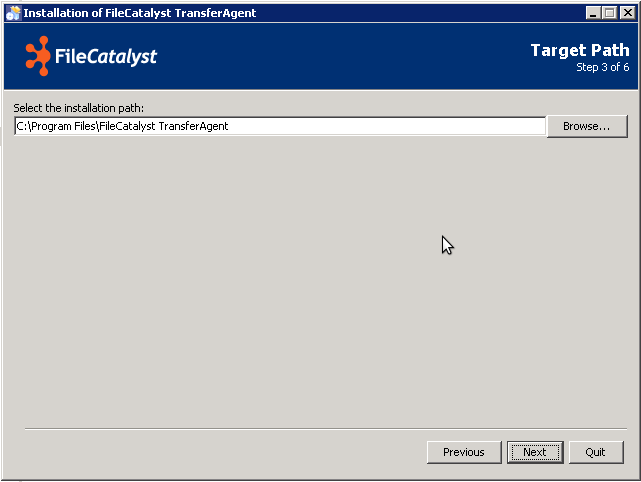 Installation of FileCatalyst TransferAgent
FileCatalyst
Target Path
Step 3 of 6
Select the installation path:
C:\Program Files\FileCatalyst TransferAgent
Browse...
Previous
Next
Quit